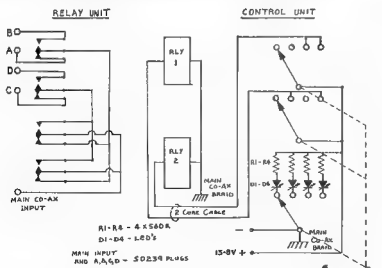 RELAY UNIT
CONTROL UNIT
B
A
D
C
RLY 1
RLY 2
MAIN CO-AX INPUT
MAIN CO-AX BRAID
2 CORE CABLE
R1-R4
D1-D4
MAIN CO-AX BRAID
13-8V +
-
R1-R4 - 4 X 560R
D1-D4 - LED'S
MAIN INPUT
AND A,B,C,D - SO239 PLUGS